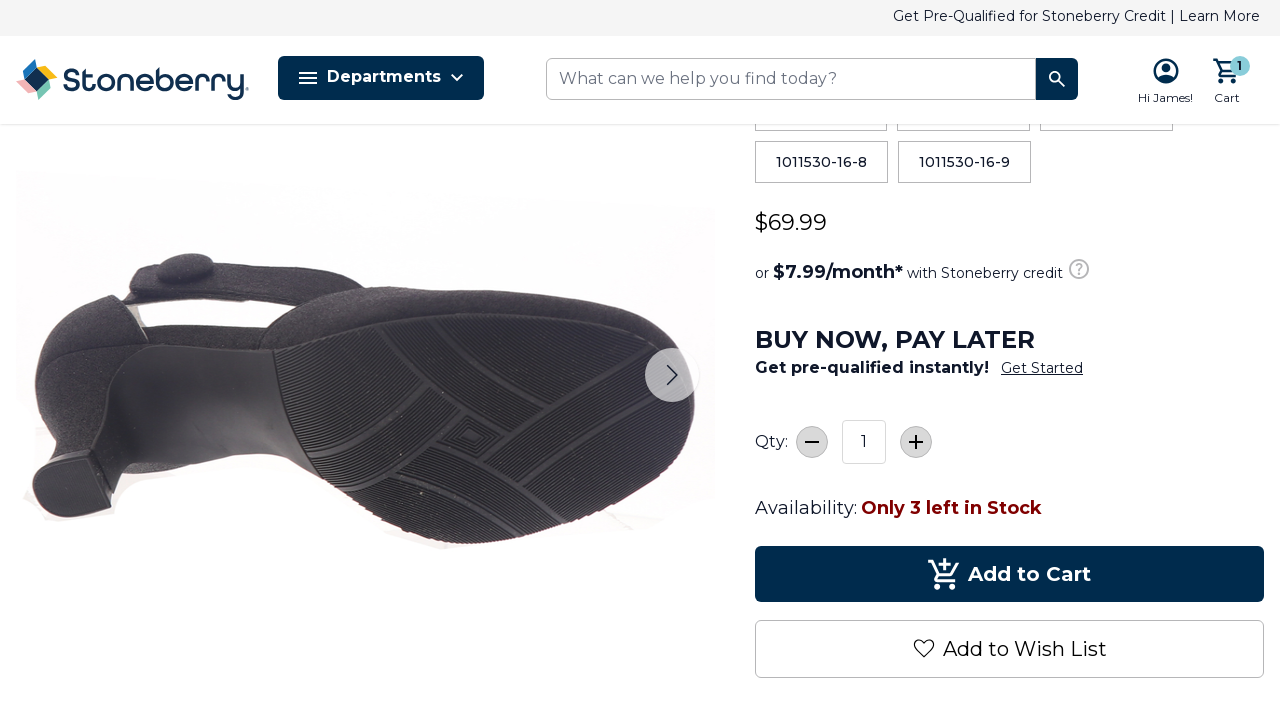 Get Pre-Qualified for Stoneberry Credit | Learn More
Stoneberry
Departments
What can we help you find today?
Hi James!
1
Cart
1011530-16-8
1011530-16-9
$69.99
or $7.99/month* with Stoneberry credit ?
BUY NOW, PAY LATER
Get pre-qualified instantly! Get Started
Qty: 1
Availability: Only 3 left in Stock
Add to Cart
Add to Wish List